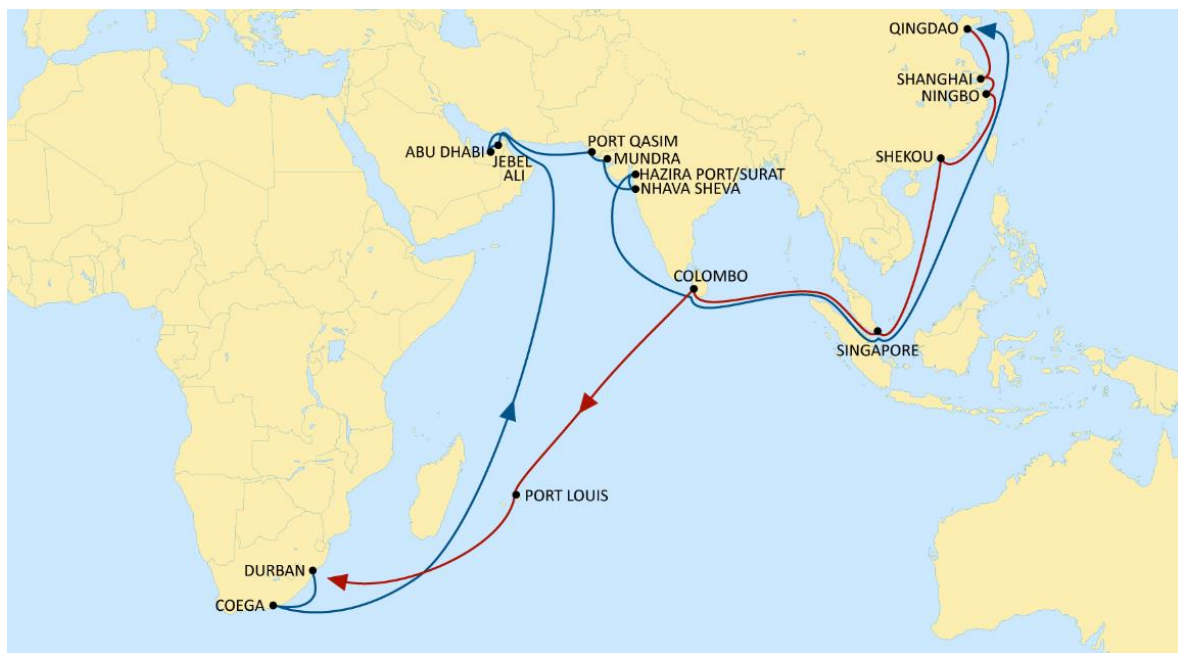 QINGDAO
SHANGHAI
NINGBO
PORT QASIM
ABU DHABI
JEBEL
ALI
MUNDRA
SHEKOU
HAZIRA PORT/SURAT
NHAVA SHEVA
COLOMBO
SINGAPORE
PORT LOUIS
DURBAN
COEGA